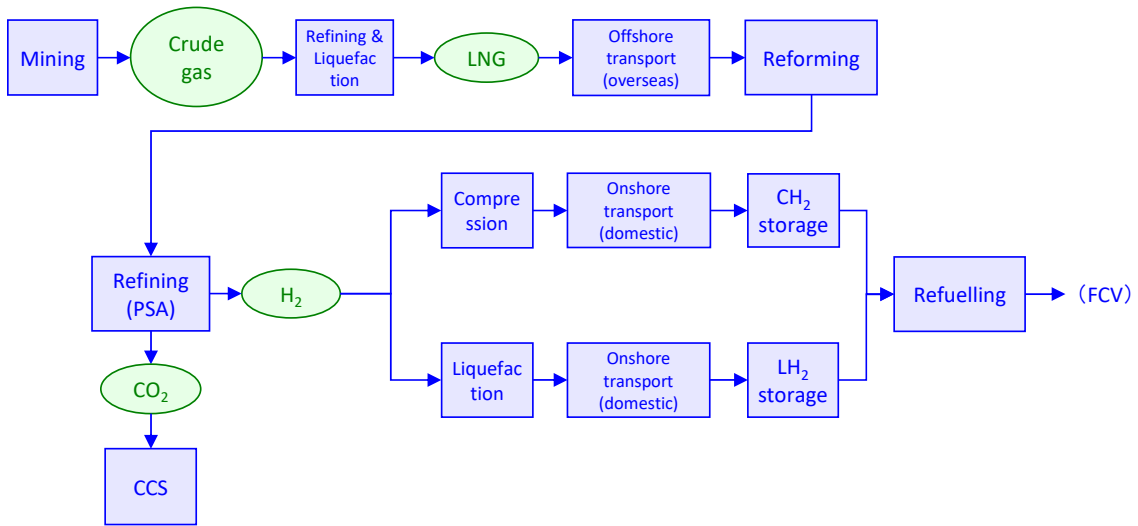 Mining
Crude
gas
Refining &
Liquefac
tion
LNG
Offshore
transport
(overseas)
Reforming
Refining
(PSA)
H₂
Compre
ssion
Onshore
transport
(domestic)
CH₂
storage
Liquefac
tion
Onshore
transport
(domestic)
LH₂
storage
Refuelling
（FCV）
CO₂
CCS